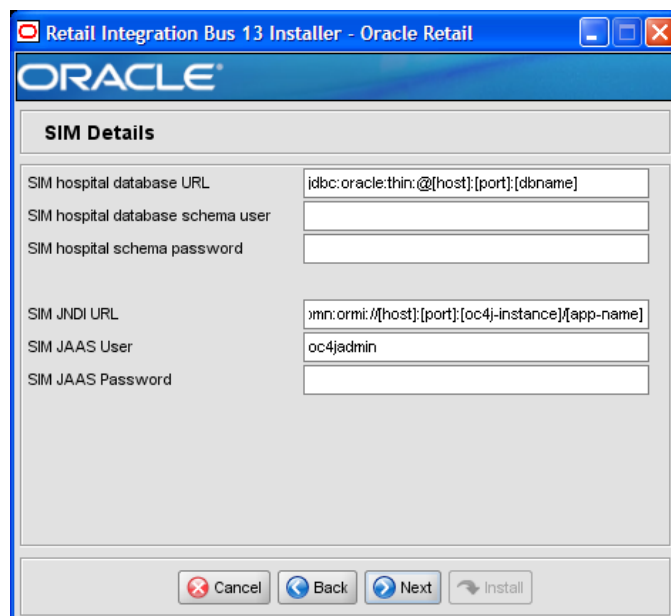 Retail Integration Bus 13 Installer - Oracle Retail
ORACLE
SIM Details
SIM hospital database URL jdbc:oracle:thin:@[host]:[port]:[dbname]
SIM hospital database schema user
SIM hospital schema password
SIM JNDI URL mn:ormi://[host]:[port]:[oc4j-instance]/[app-name]
SIM JAAS User oc4jadmin
SIM JAAS Password
Cancel Back Next Install